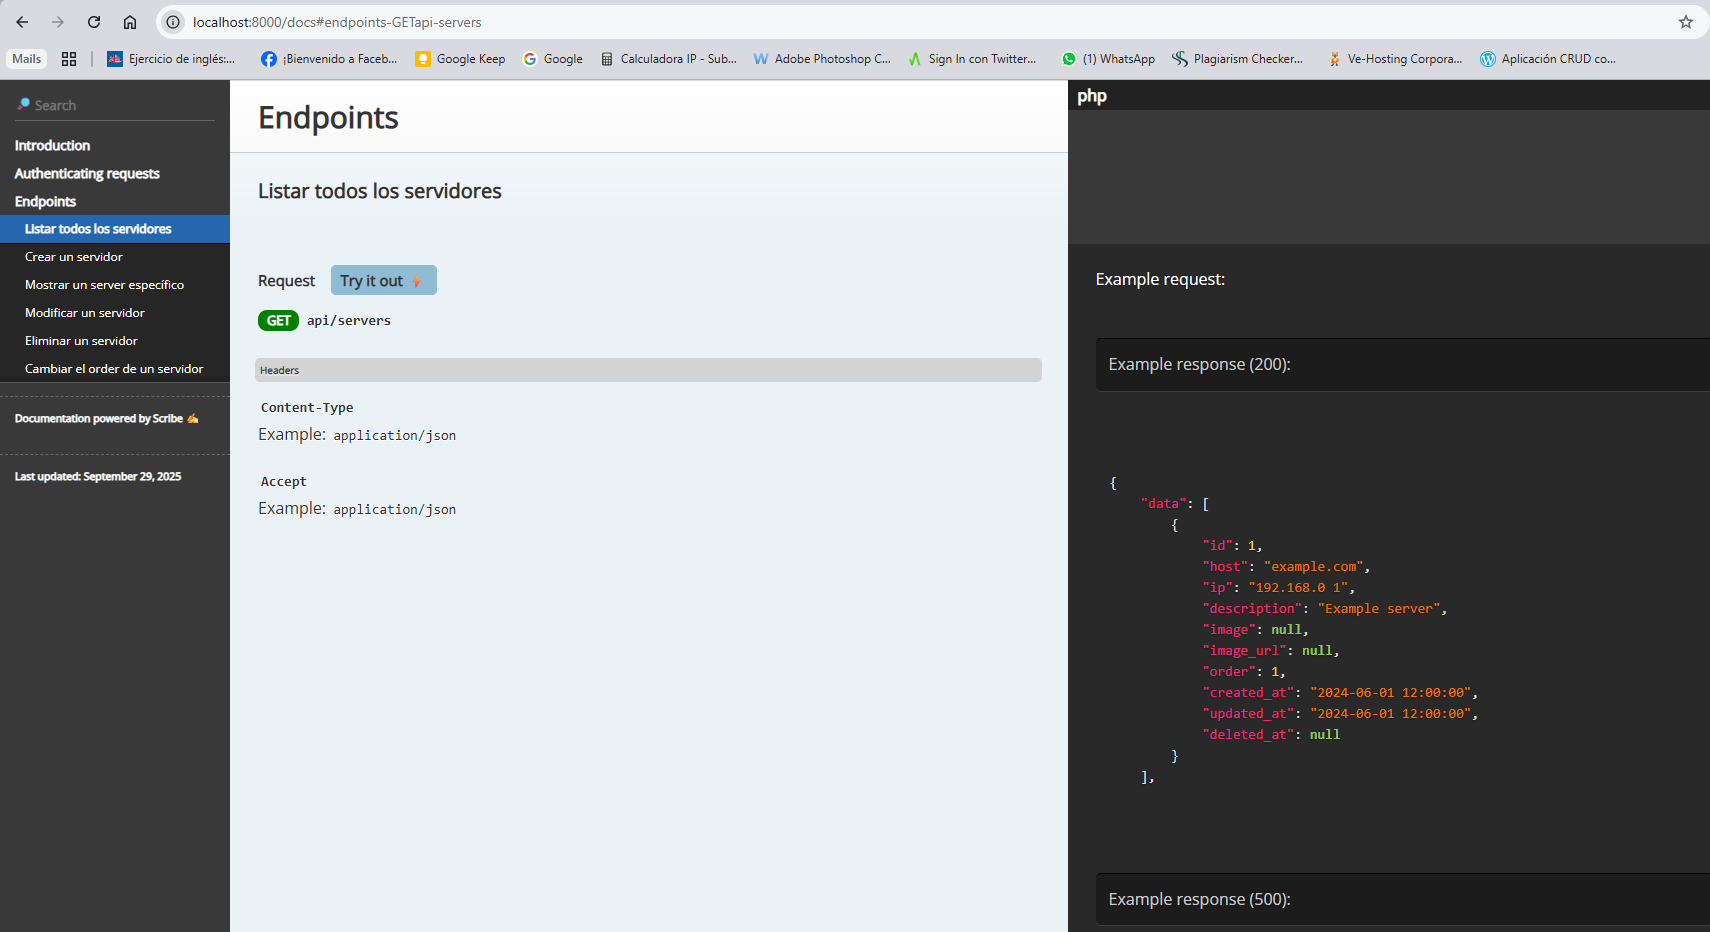 localhost:8000/docs#endpoints-GETapi-servers
Mails
Ejercicio de inglés:...
¡Bienvenido a Faceb...
Google Keep
Google
Calculadora IP - Sub...
Adobe Photoshop C...
Sign In con Twitter...
(1) WhatsApp
Plagiarism Checker...
Ve-Hosting Corpora...
Aplicación CRUD co...
Search
Introduction
Authenticating requests
Endpoints
Listar todos los servidores
Crear un servidor
Mostrar un server específico
Modificar un servidor
Eliminar un servidor
Cambiar el order de un servidor
Documentation powered by Scribe ✍
Last updated: September 29, 2025
Endpoints
Listar todos los servidores
Request Try it out ⚡
GET api/servers
Headers
Content-Type
Example: application/json
Accept
Example: application/json
php
Example request:
Example response (200):
{
"data": [
{
"id": 1,
"host": "example.com",
"ip": "192.168.0 1",
"description": "Example server",
"image": null,
"image_url": null,
"order": 1,
"created_at": "2024-06-01 12:00:00",
"updated_at": "2024-06-01 12:00:00",
"deleted_at": null
}
],
Example response (500):